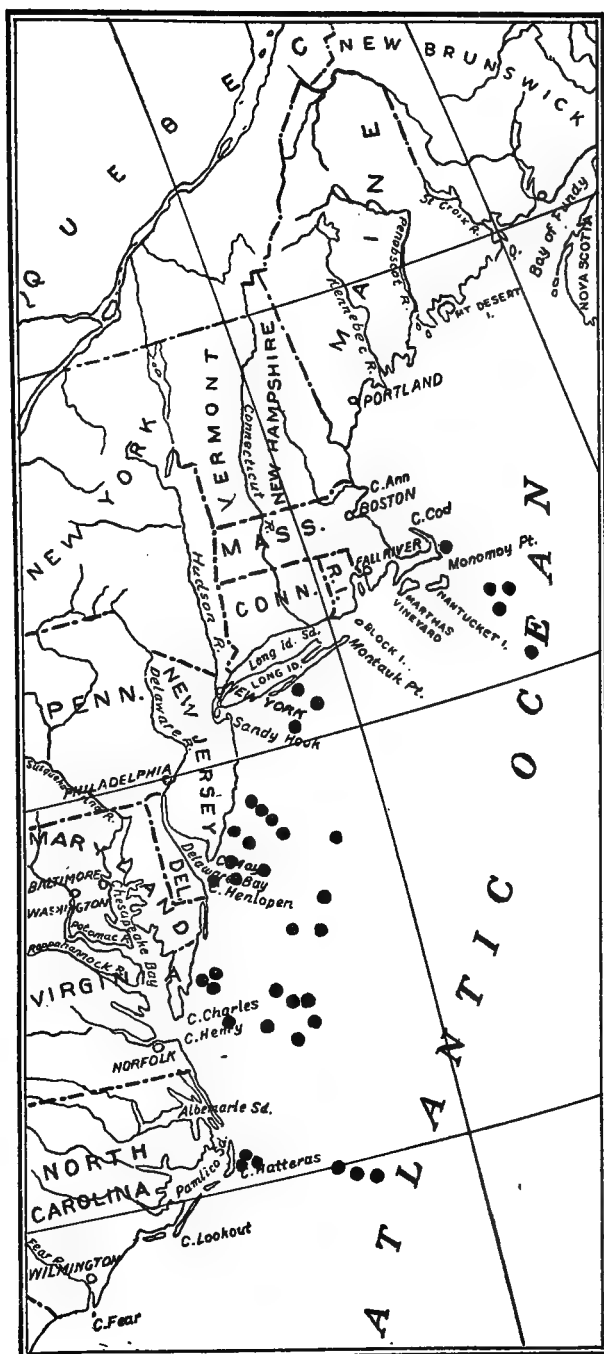 QUEBEC
NEW BRUNSWICK
MAINE
St Croix R.
Penobscot R.
Kennebec R.
Bay of Fundy
NOVA SCOTIA
MT DESERT
I.
PORTLAND
VERMONT
NEW HAMPSHIRE
Connecticut
R.
NEW YORK
Hudson R.
C. Ann
BOSTON
MASS.
C. Cod
Monomoy Pt.
FALL RIVER
R.I.
CONN.
NANTUCKET I.
MARTHAS
VINEYARD
BLOCK I.
Montauk Pt.
Long Id. Sd.
LONG ID.
NEW YORK
Sandy Hook
PENN.
Delaware R.
NEW JERSEY
PHILADELPHIA
Susquehanna R.
MARYLAND
DEL.
C. May
Delaware Bay
C. Henlopen
BALTIMORE
WASHINGTON
Chesapeake Bay
Potomac R.
Rappahannock R.
VIRGINIA
C. Charles
C. Henry
NORFOLK
Albemarle Sd.
NORTH
CAROLINA
Pamlico Sd.
C. Hatteras
C. Lookout
Fear R.
WILMINGTON
C. Fear
ATLANTIC OCEAN